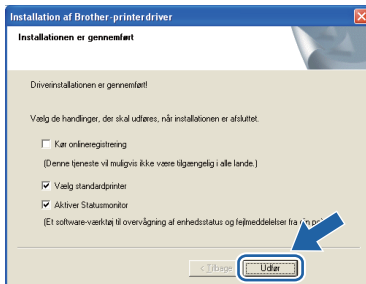 Installation af Brother-printerdriver
Installationen er gennemført
Driverinstallationen er gennemført!
Vælg de handlinger, der skal udføres, når installationen er afsluttet.
Kør onlineregistrering
(Denne tjeneste vil muligvis ikke være tilgængelig i alle lande.)
Vælg standardprinter
Aktiver Statusmonitor
(Et software-værktøj til overvågning af enhedsstatus og fejlmeddelelser fra
< Tilbage
Udfør